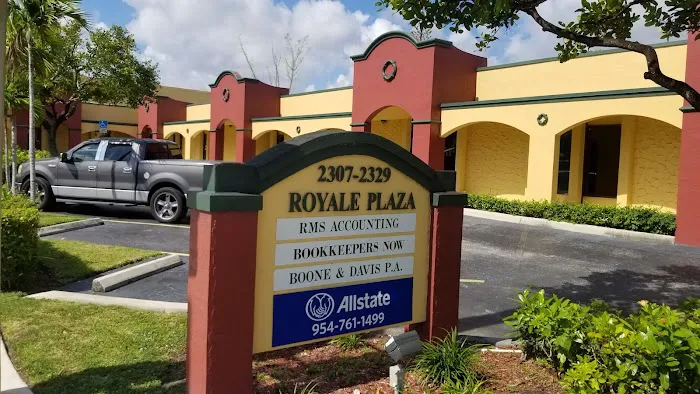 2307-2329
ROYALE PLAZA
RMS ACCOUNTING
BOOKKEEPERS NOW
BOONE & DAVIS P.A.
Allstate
954-761-1499